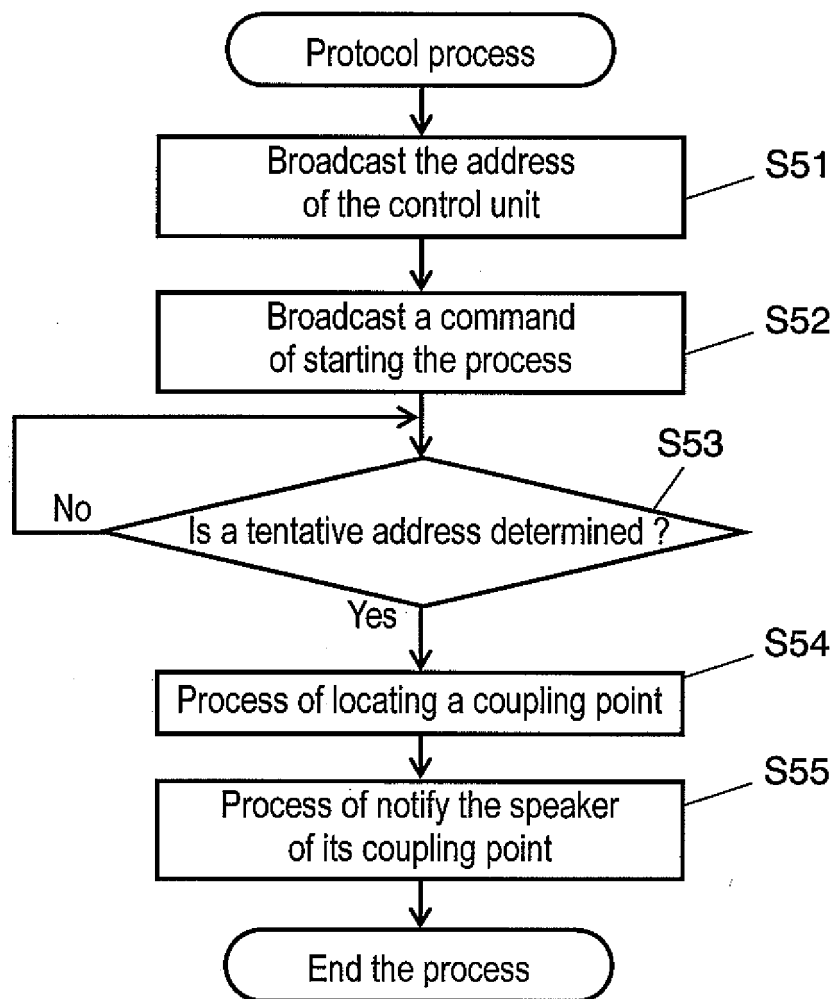 Protocol process
Broadcast the address
of the control unit
S51
Broadcast a command
of starting the process
S52
S53
Is a tentative address determined ?
No
Yes
S54
Process of locating a coupling point
S55
Process of notify the speaker
of its coupling point
End the process